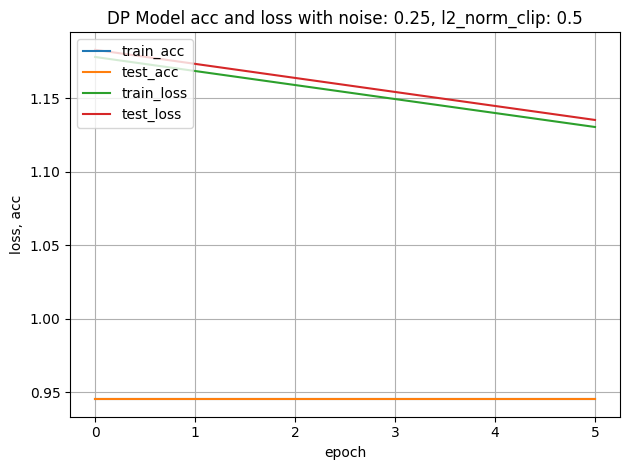 DP Model acc and loss with noise: 0.25, l2_norm_clip: 0.5
train_acc
test_acc
train_loss
test_loss
loss, acc
1.15
1.10
1.05
1.00
0.95
0 1 2 3 4 5
epoch